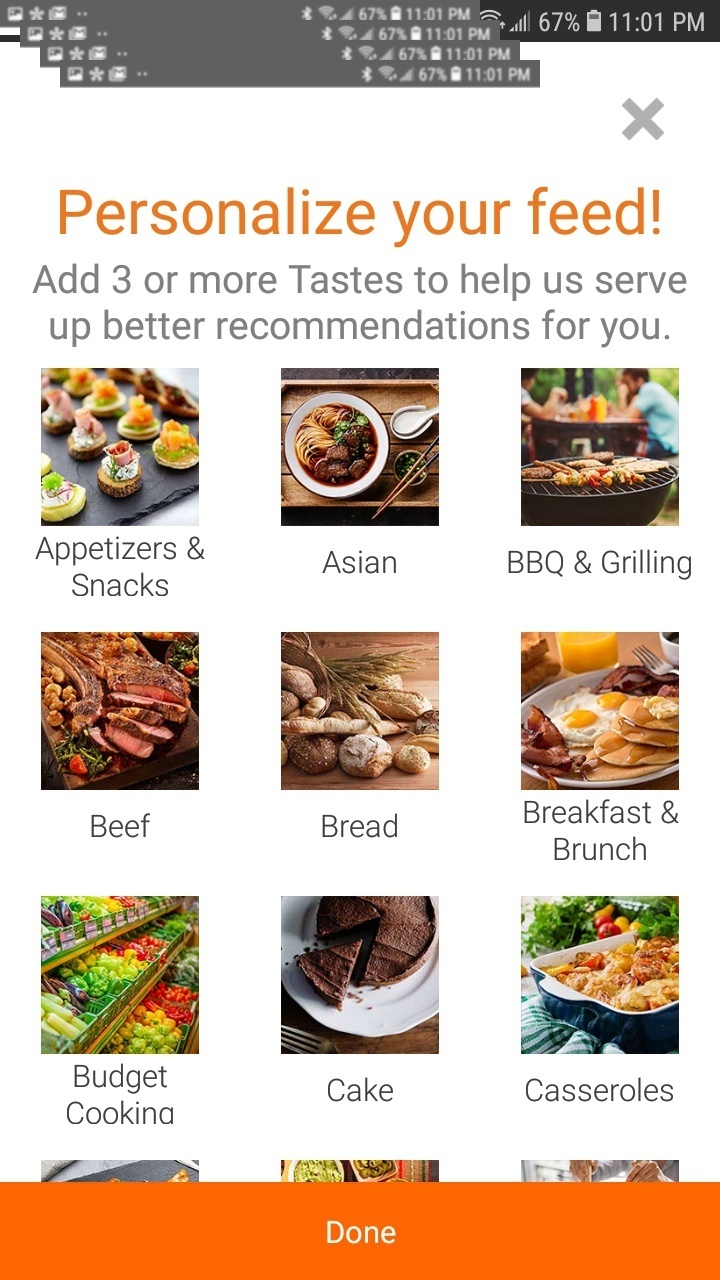 67% 11:01 PM
67% 11:01 PM
67% 11:01 PM
67% 11:01 PM
67% 11:01 PM
Personalize your feed!
Add 3 or more Tastes to help us serve
up better recommendations for you.
Appetizers &
Snacks
Asian
BBQ & Grilling
Beef
Bread
Breakfast &
Brunch
Budget
Cooking
Cake
Casseroles
Done